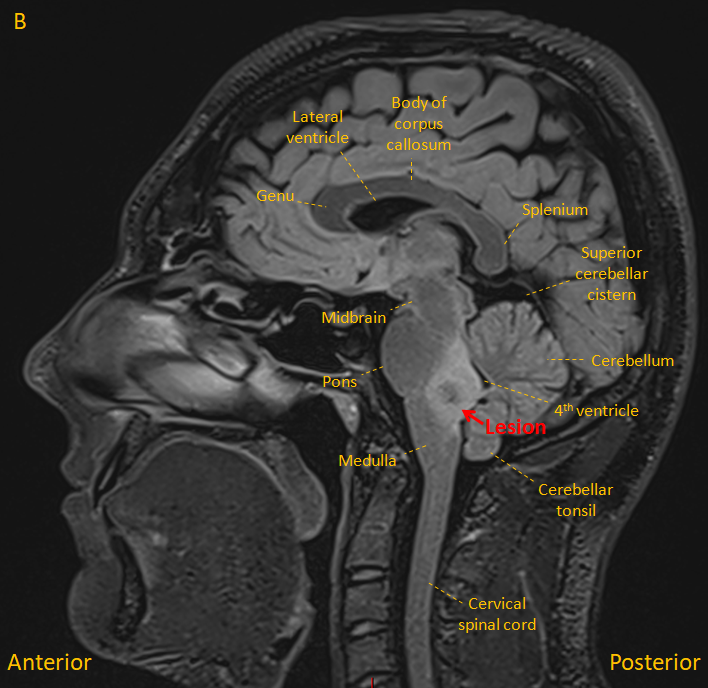 B
Body of
corpus
callosum
Lateral
ventricle
Genu
Splenium
Superior
cerebellar
cistern
Midbrain
Cerebellum
Pons
4th ventricle
Lesion
Medulla
Cerebellar
tonsil
Cervical
spinal cord
Anterior
Posterior